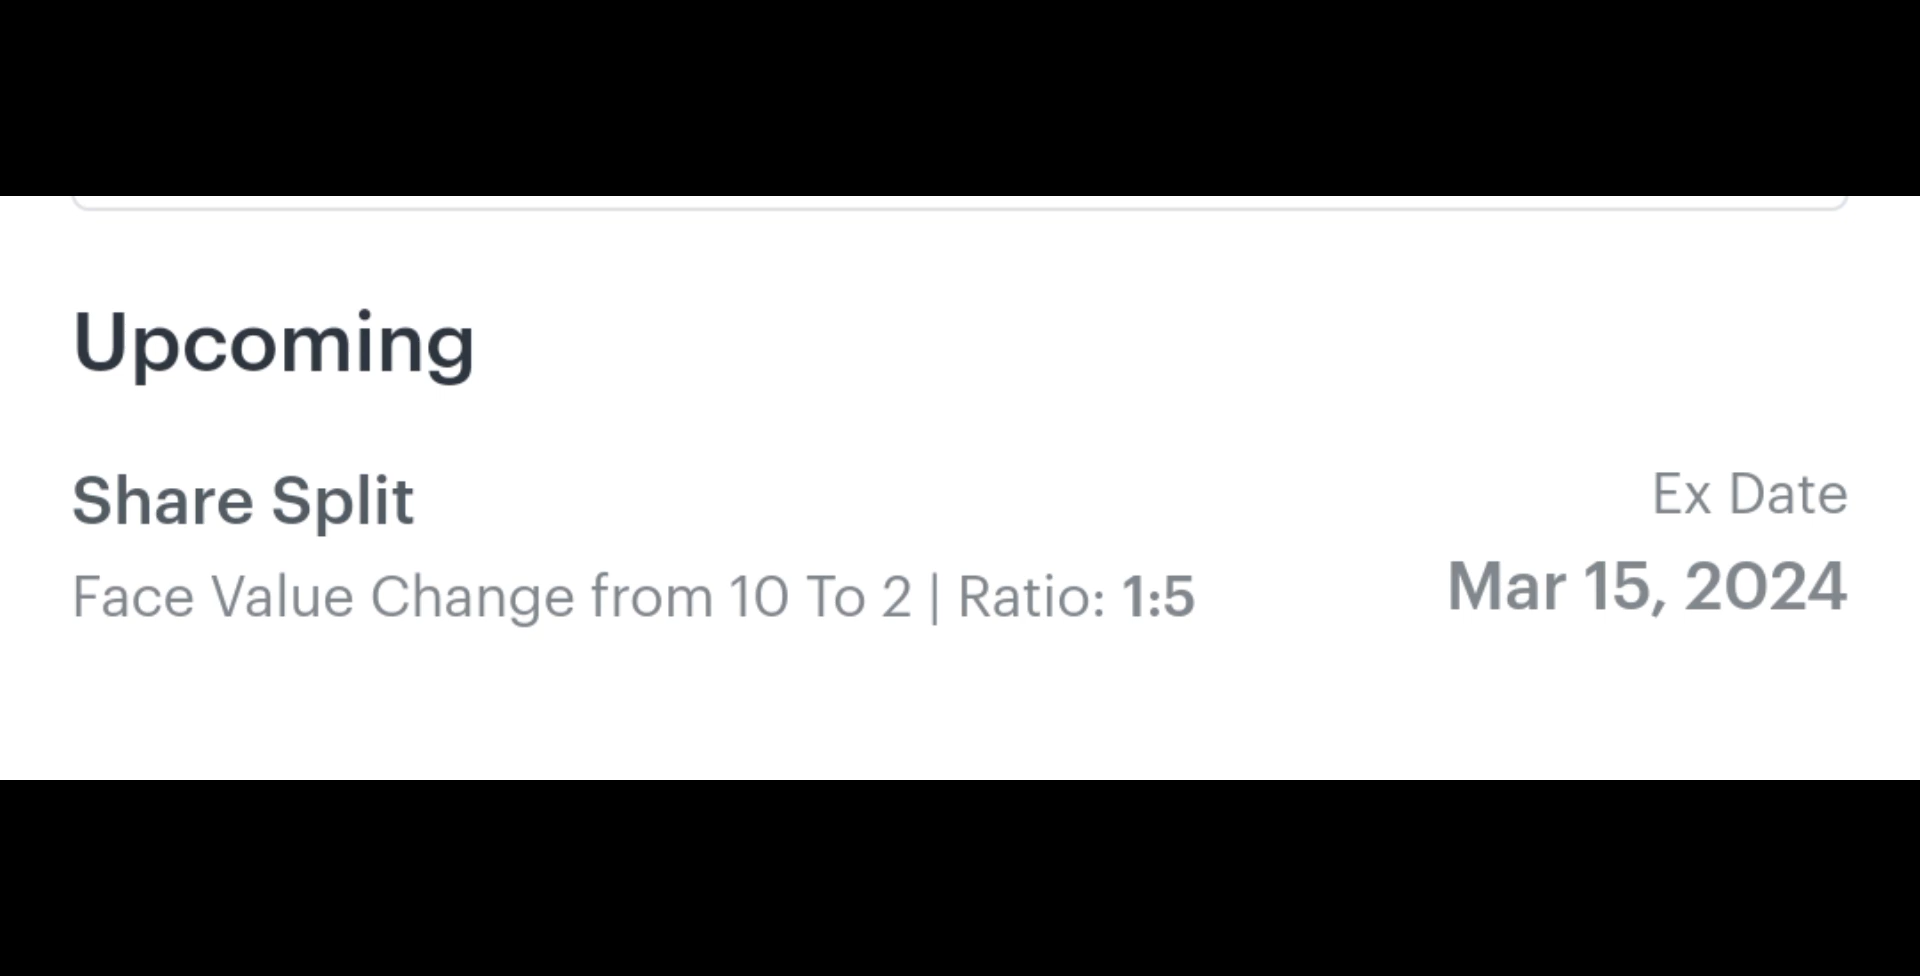 Upcoming
Share Split
Ex Date
Face Value Change from 10 To 2 | Ratio: 1:5
Mar 15, 2024